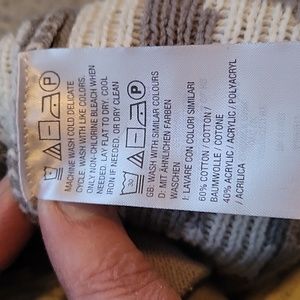 MACHINE WASH COLD DELICATE
CYCLE. WASH WITH LIKE COLORS.
ONLY NON-CHLORINE BLEACH WHEN
NEEDED. LAY FLAT TO DRY. COOL
IRON IF NEEDED. OR DRY CLEAN
P
30
GB: WASH WITH SIMILAR COLOURS
D: MIT ÄHNLICHEN FARBEN
WASCHEN
I: LAVARE CON COLORI SIMILARI
60% COTTON / COTTON /
BAUMWOLLE / COTONE
40% ACRYLIC / ACRYLIC / POLYACRYL
/ ACRILICA